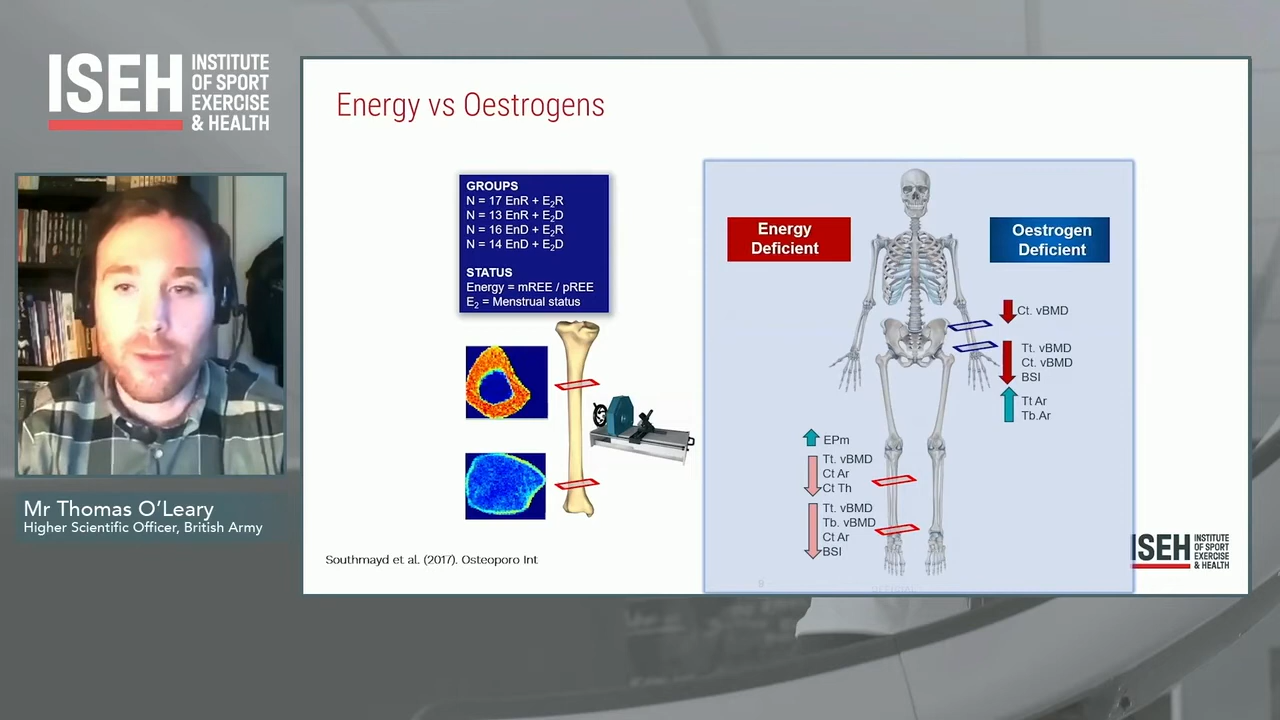 ISEH
INSTITUTE
OF SPORT
EXERCISE
& HEALTH
Energy vs Oestrogens
GROUPS
N = 17 EnR + E₂R
N = 13 EnR + E₂D
N = 16 EnD + E₂R
N = 14 EnD + E₂D
STATUS
Energy = mREE / pREE
E₂ = Menstrual status
Energy
Deficient
Oestrogen
Deficient
Ct. vBMD
Tt. vBMD
Ct. vBMD
BSI
Tt Ar
Tb.Ar
EPm
Tt. vBMD
Ct Ar
Ct Th
Tt. vBMD
Tb. vBMD
Ct Ar
BSI
Southmayd et al. (2017). Osteoporo Int
9
ISEH
INSTITUTE
OF SPORT
EXERCISE
& HEALTH
Mr Thomas O’Leary
Higher Scientific Officer, British Army